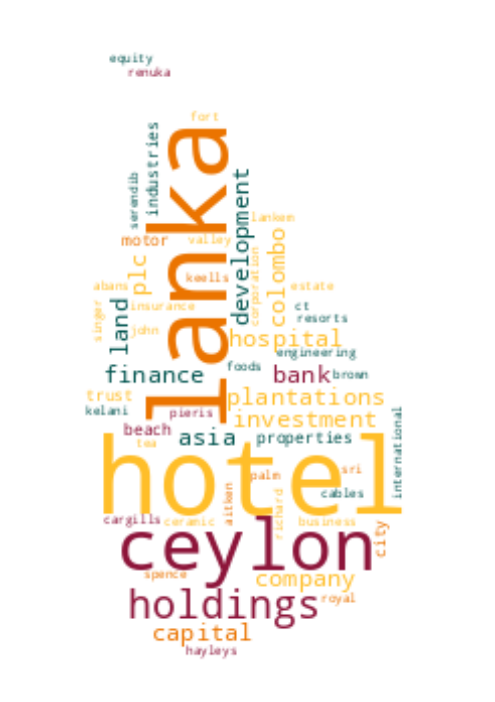 equity
renuka
fort
lanka
industries
serendib
development
lankem
motor
valley
colombo
plc
keells
corporation
abans
estate
singer
insurance
ct
land
john
resorts
hospital
engineering
foods
finance
bank
brown
trust
plantations
kelani
pieris
investment
beach
asia
properties
international
tea
hotel
palm
sri
aitken
richard
cables
cargills
ceramic
business
ceylon
city
spence
company
holdings
royal
capital
hayleys